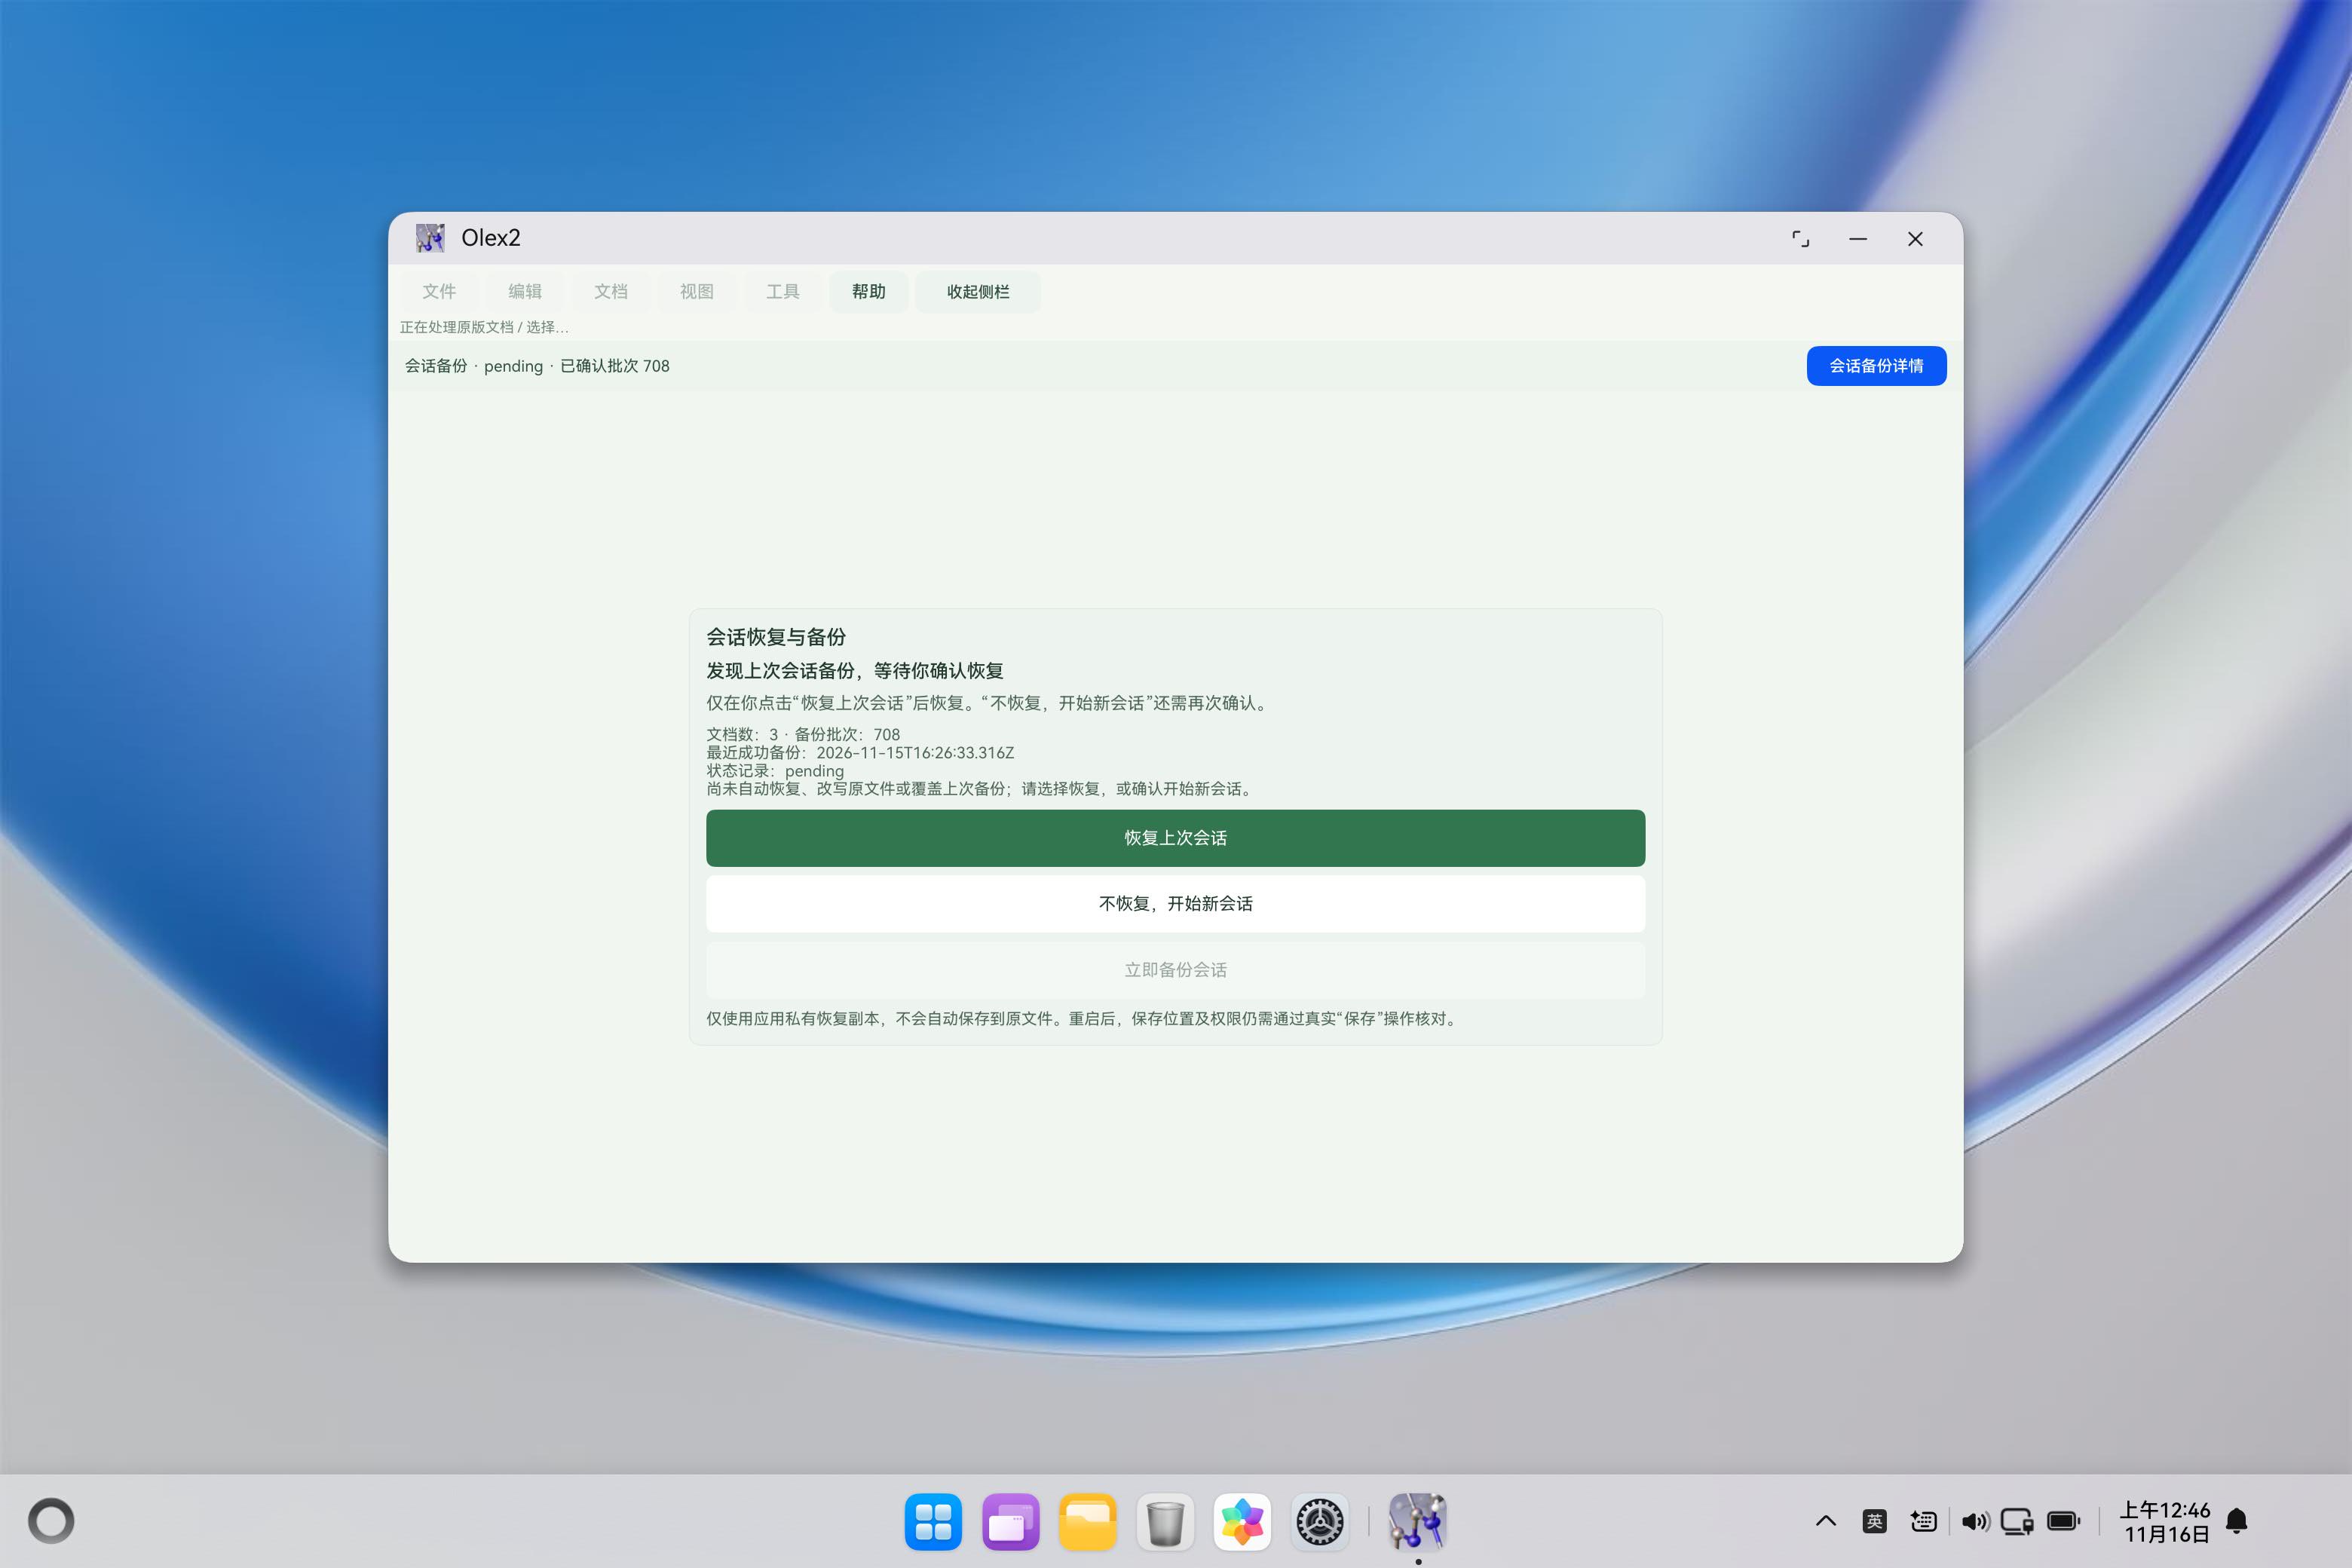 Olex2
文件 编辑 文档 视图 工具 帮助 收起侧栏
正在处理原版文档 / 选择...
会话备份 · pending · 已确认批次 708
会话备份详情
会话恢复与备份
发现上次会话备份，等待你确认恢复
仅在你点击“恢复上次会话”后恢复。“不恢复，开始新会话”还需再次确认。
文档数：3 · 备份批次：708
最近成功备份：2026-11-15T16:26:33.316Z
状态记录：pending
尚未自动恢复、改写原文件或覆盖上次备份；请选择恢复，或确认开始新会话。
恢复上次会话
不恢复，开始新会话
立即备份会话
仅使用应用私有恢复副本，不会自动保存到原文件。重启后，保存位置及权限仍需通过真实“保存”操作核对。
英
上午12:46
11月16日